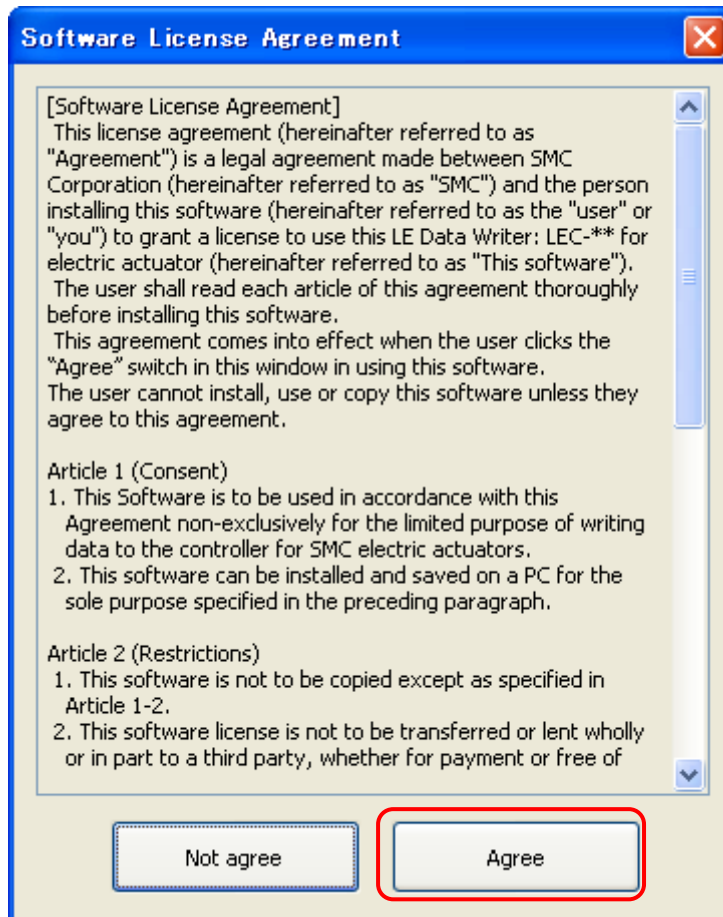 Software License Agreement
[Software License Agreement]
This license agreement (hereinafter referred to as
"Agreement") is a legal agreement made between SMC
Corporation (hereinafter referred to as "SMC") and the person
installing this software (hereinafter referred to as the "user" or
"you") to grant a license to use this LE Data Writer: LEC-** for
electric actuator (hereinafter referred to as "This software").
The user shall read each article of this agreement thoroughly
before installing this software.
This agreement comes into effect when the user clicks the
“Agree” switch in this window in using this software.
The user cannot install, use or copy this software unless they
agree to this agreement.
Article 1 (Consent)
1. This Software is to be used in accordance with this
Agreement non-exclusively for the limited purpose of writing
data to the controller for SMC electric actuators.
2. This software can be installed and saved on a PC for the
sole purpose specified in the preceding paragraph.
Article 2 (Restrictions)
1. This software is not to be copied except as specified in
Article 1-2.
2. This software license is not to be transferred or lent wholly
or in part to a third party, whether for payment or free of
Not agree
Agree